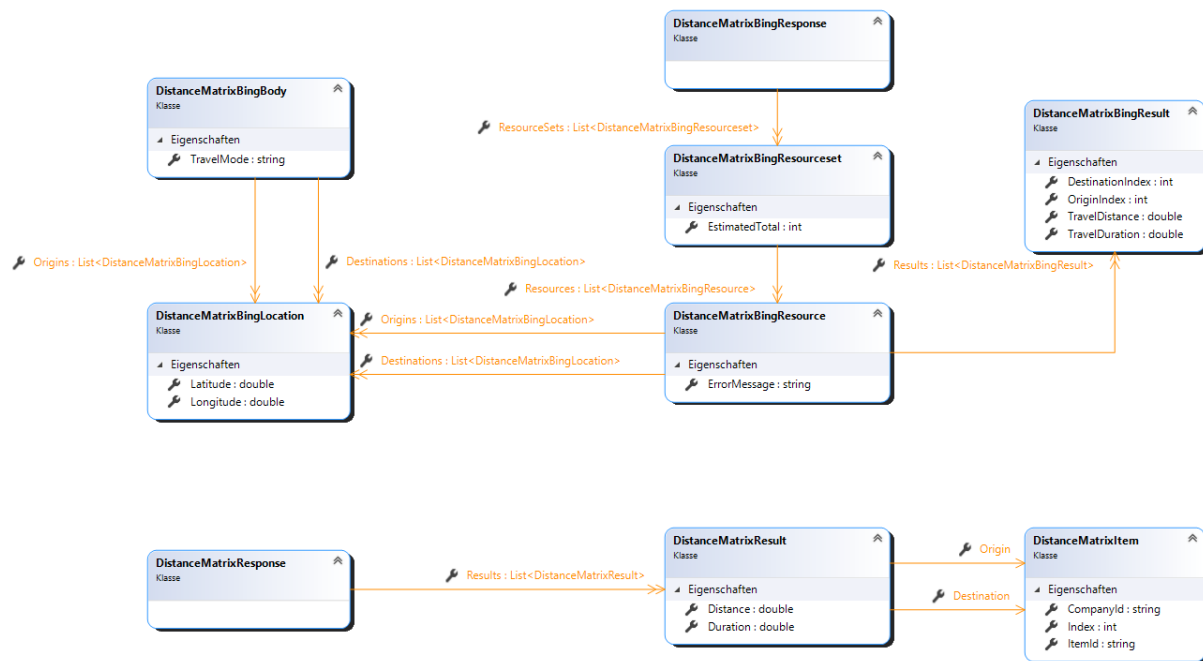 DistanceMatrixBingResponse
Klasse
DistanceMatrixBingBody
Klasse
Eigenschaften
TravelMode : string
ResourceSets : List<DistanceMatrixBingResourceset>
DistanceMatrixBingResult
Klasse
Eigenschaften
DestinationIndex : int
OriginIndex : int
TravelDistance : double
TravelDuration : double
DistanceMatrixBingResourceset
Klasse
Eigenschaften
EstimatedTotal : int
Origins : List<DistanceMatrixBingLocation>
Destinations : List<DistanceMatrixBingLocation>
Results : List<DistanceMatrixBingResult>
Resources : List<DistanceMatrixBingResource>
DistanceMatrixBingLocation
Klasse
Eigenschaften
Latitude : double
Longitude : double
Origins : List<DistanceMatrixBingLocation>
Destinations : List<DistanceMatrixBingLocation>
DistanceMatrixBingResource
Klasse
Eigenschaften
ErrorMessage : string
DistanceMatrixResponse
Klasse
Results : List<DistanceMatrixResult>
DistanceMatrixResult
Klasse
Eigenschaften
Distance : double
Duration : double
Origin
Destination
DistanceMatrixItem
Klasse
Eigenschaften
CompanyId : string
Index : int
ItemId : string